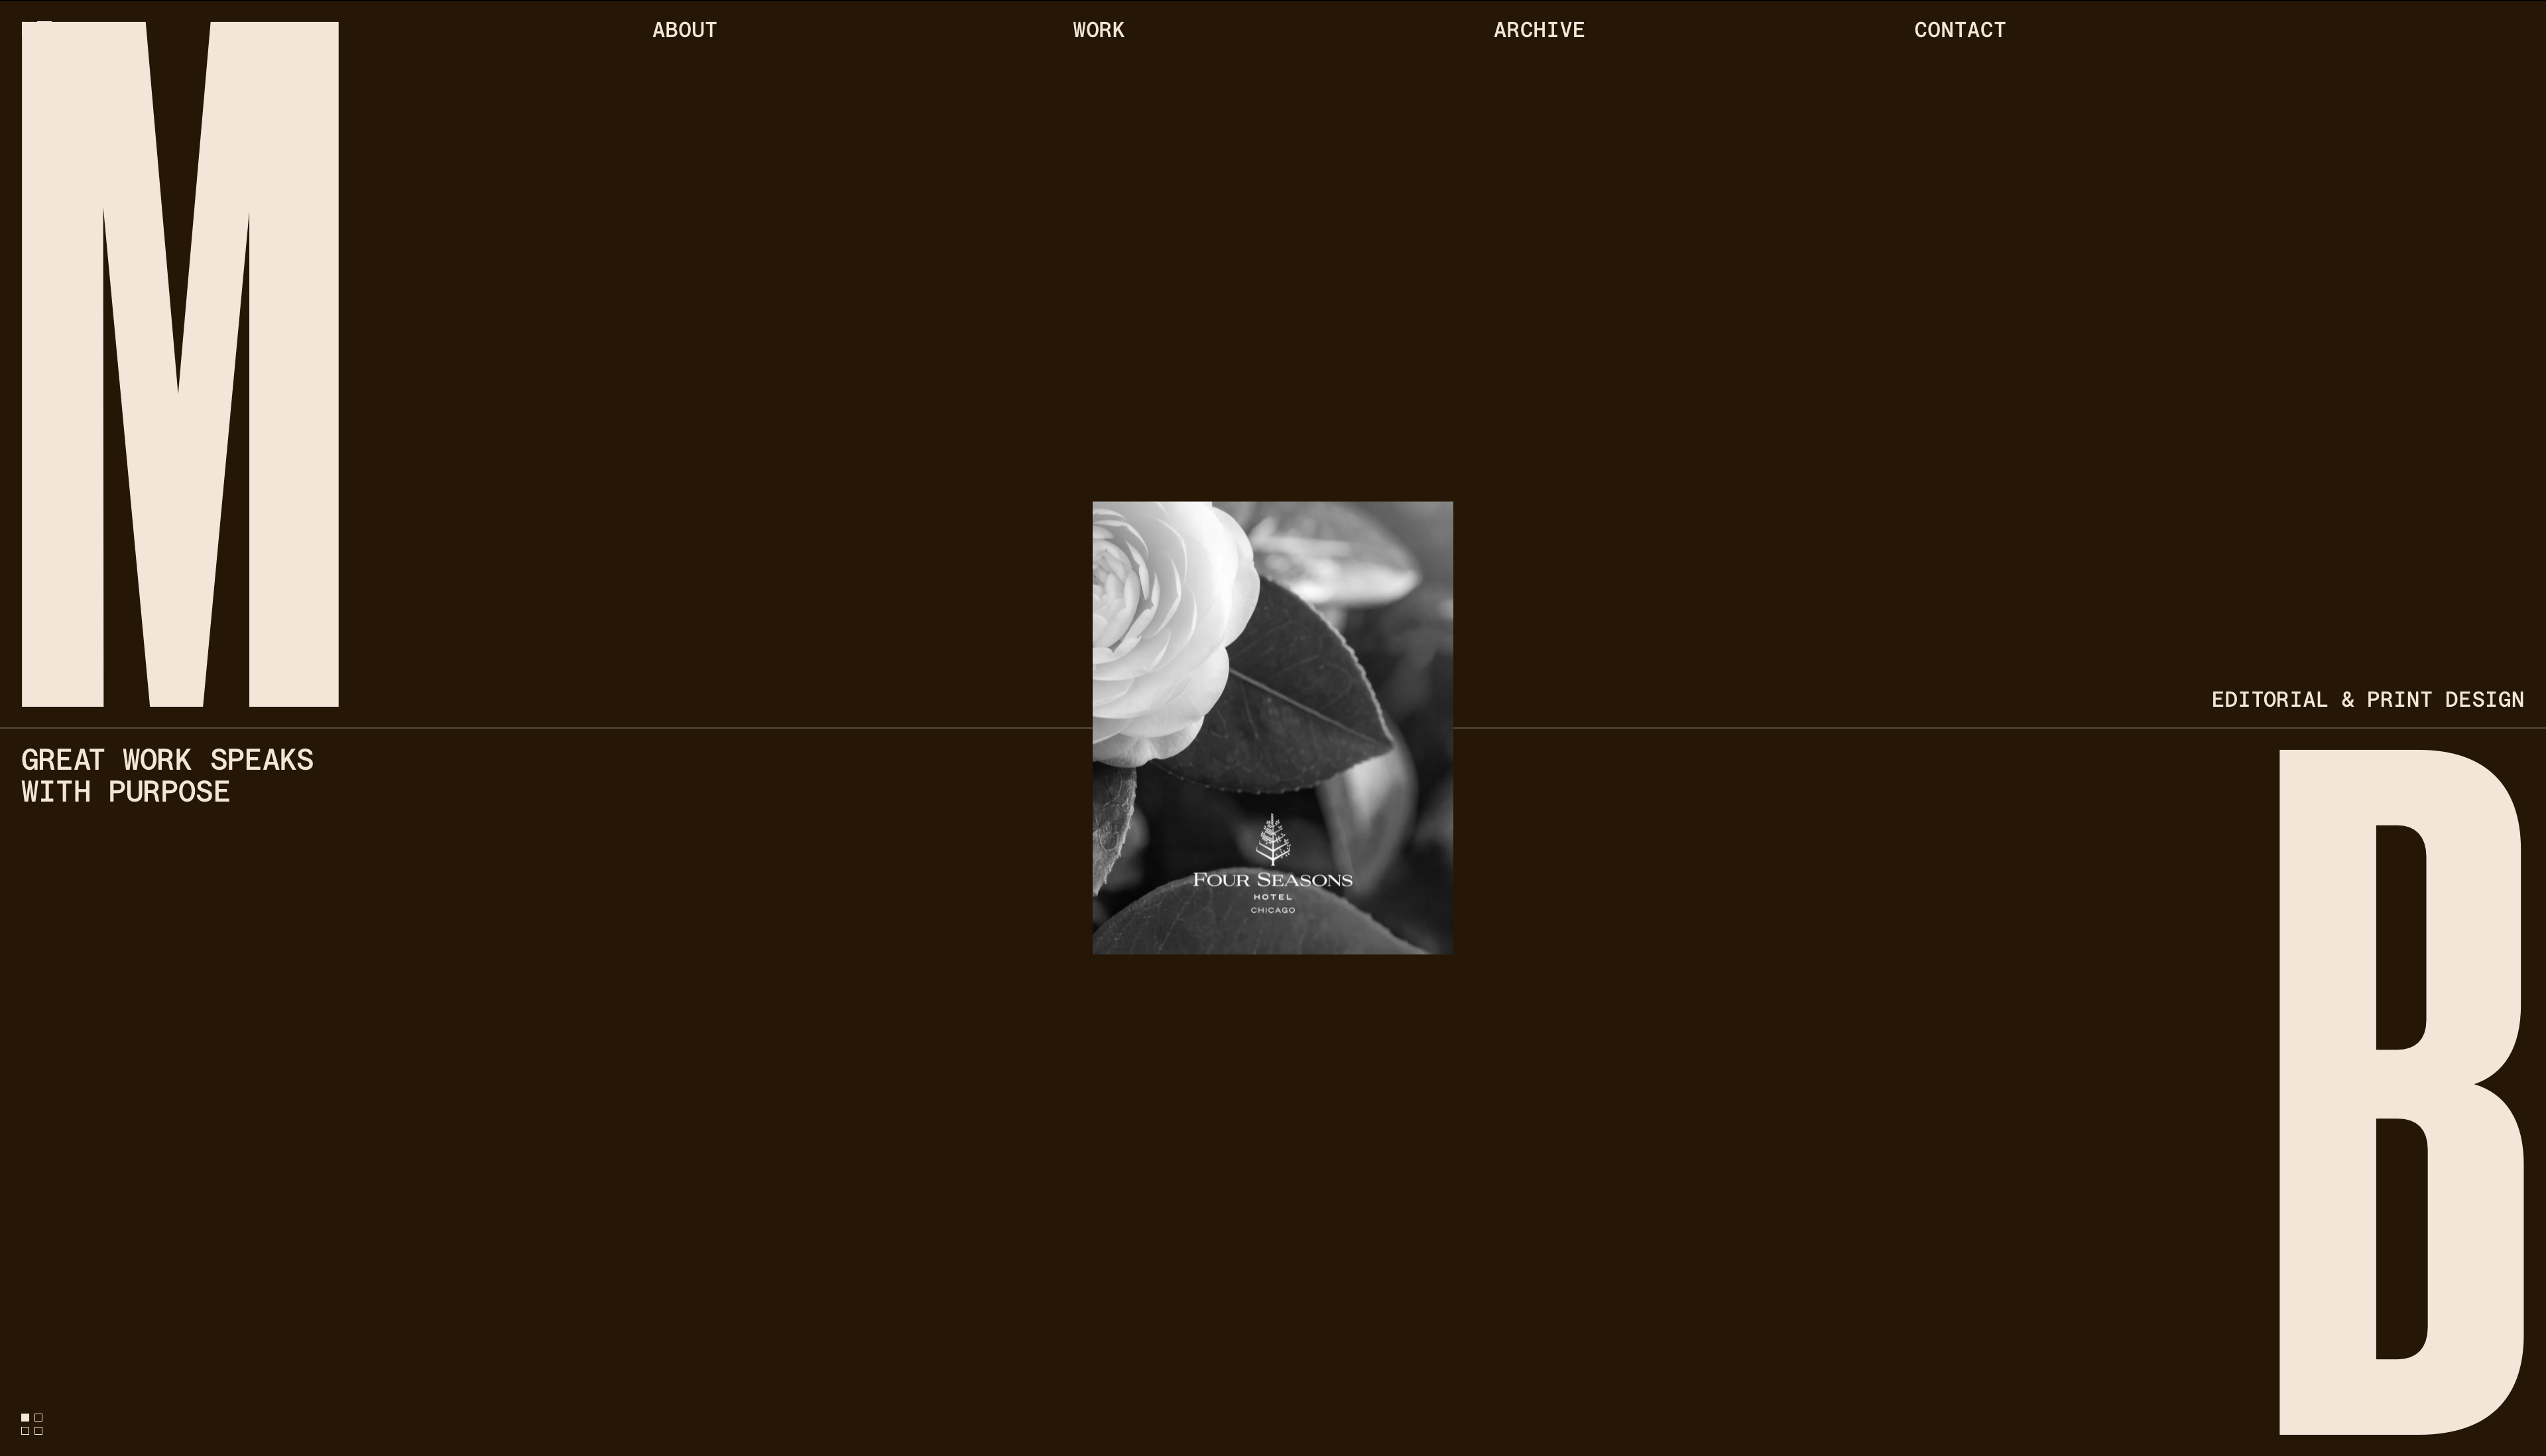 M
ABOUT
WORK
ARCHIVE
CONTACT
EDITORIAL & PRINT DESIGN
GREAT WORK SPEAKS
WITH PURPOSE
FOUR SEASONS
HOTEL
CHICAGO
B